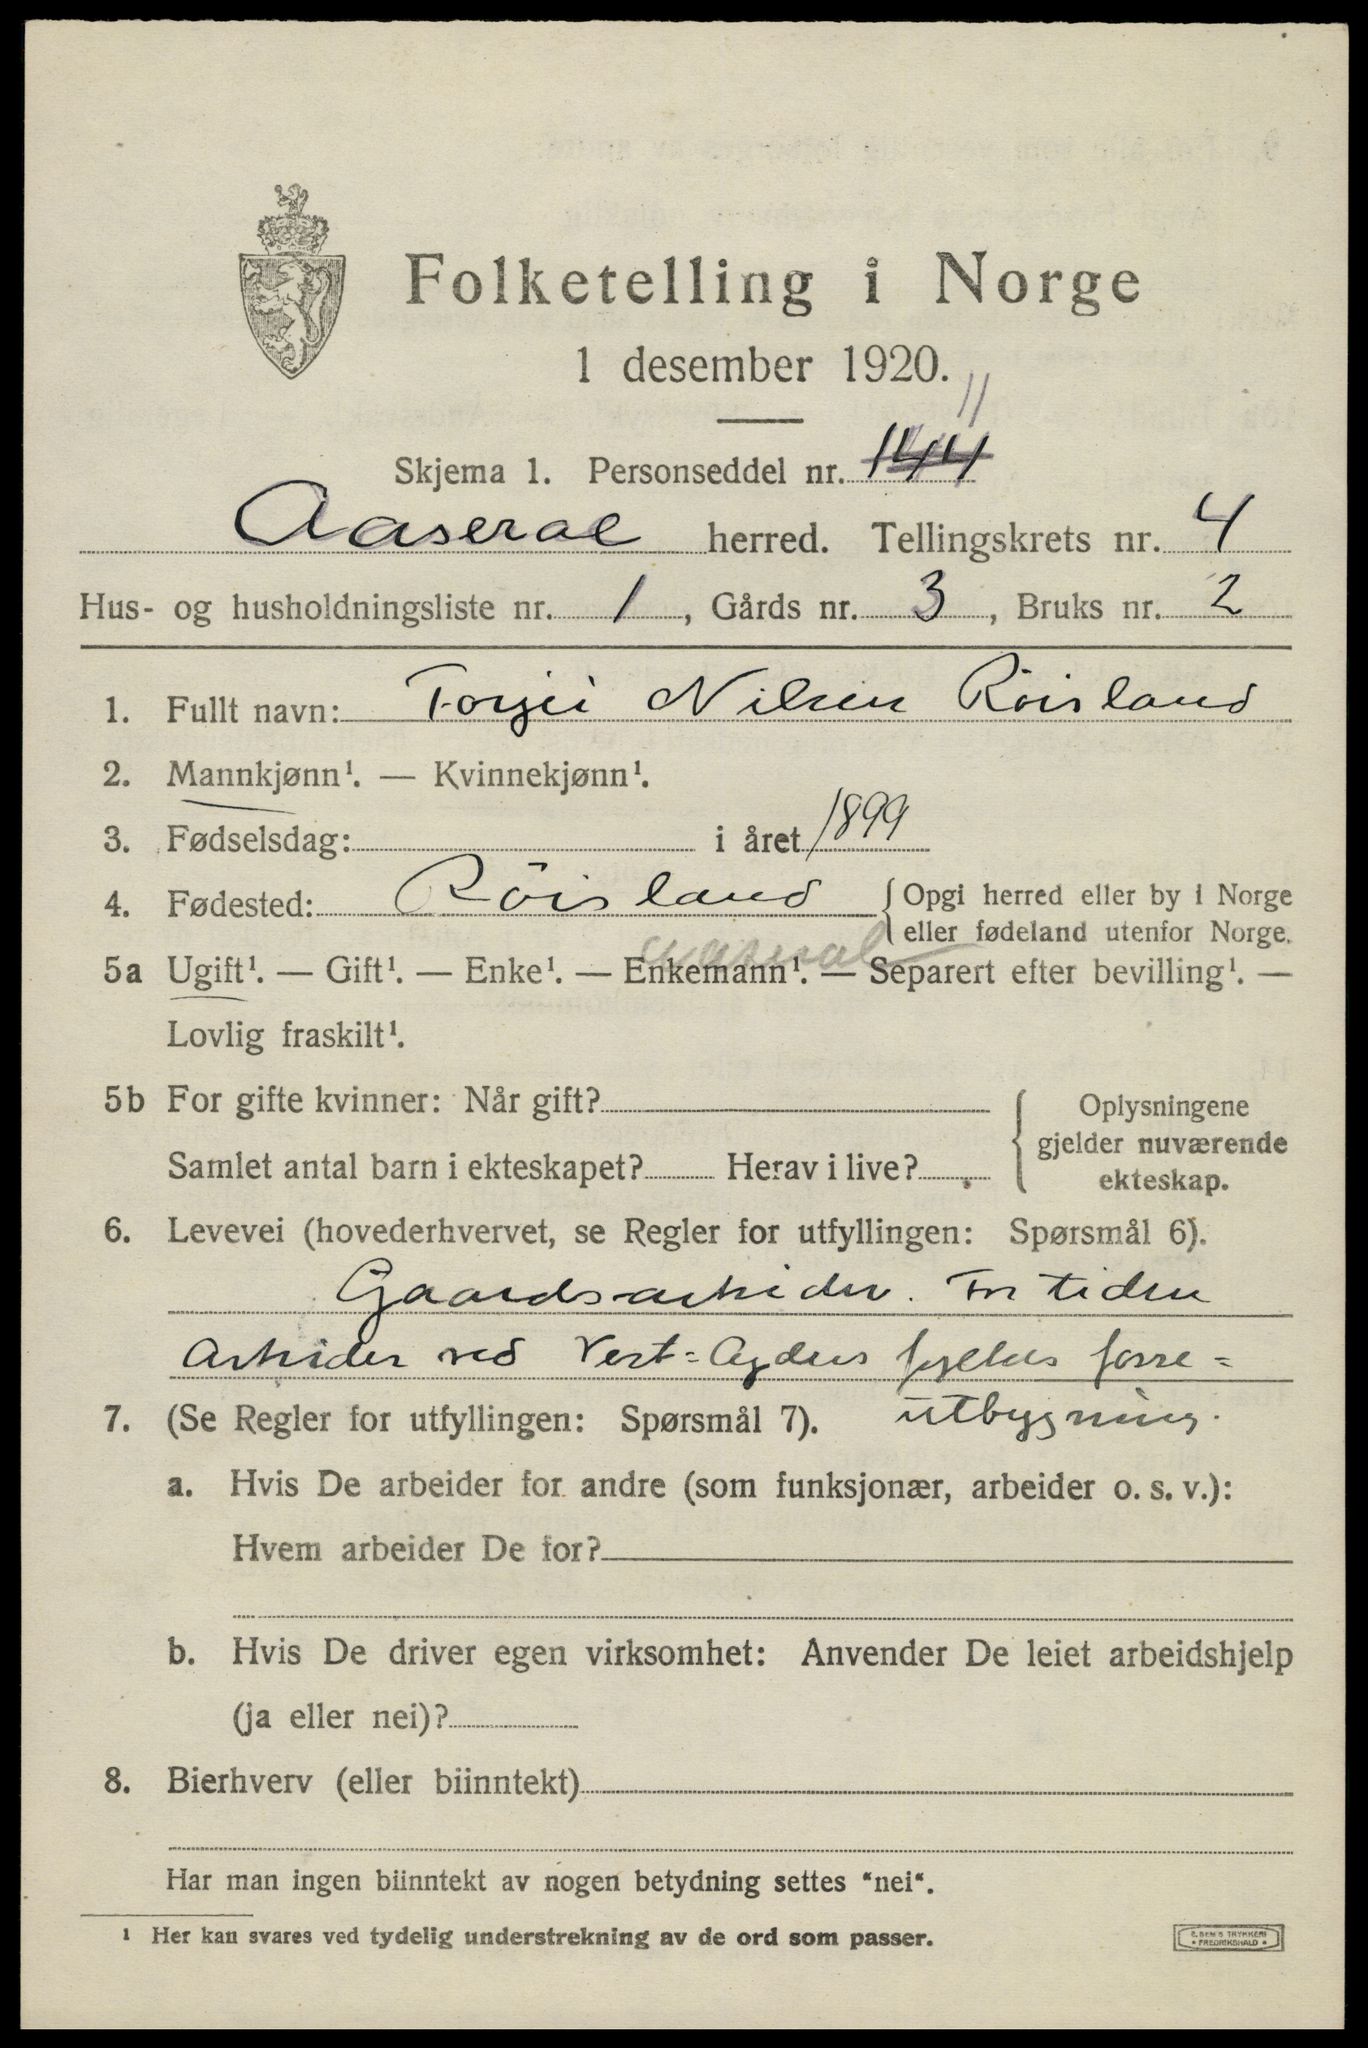 Folketelling i Norge
1 desember 1920.
11
Skjema 1. Personseddel nr. 144
Aaseral herred. Tellingskrets nr. 4
Hus- og husholdningsliste nr. 1, Gårds nr. 3, Bruks nr. 2
1. Fullt navn: Torjei Nilsen Röisland
2. Mannkjønn¹. — Kvinnekjønn¹.
3. Fødselsdag: i året 1899
4. Fødested: Röisland { Opgi herred eller by i Norge
eller fødeland utenfor Norge.
Aaseral
5a Ugift¹. — Gift¹. — Enke¹. — Enkemann¹. — Separert efter bevilling¹. —
Lovlig fraskilt¹.
5b For gifte kvinner: Når gift?
Samlet antal barn i ekteskapet? Herav i live?
{ Oplysningene
gjelder nuværende
ekteskap.
6. Levevei (hovederhvervet, se Regler for utfyllingen: Spørsmål 6).
Gaardsarbeider. For tiden
Arbeider ved Vest=Agders fylkes forre=
utbygning.
7. (Se Regler for utfyllingen: Spørsmål 7).
a. Hvis De arbeider for andre (som funksjonær, arbeider o. s. v.):
Hvem arbeider De for?
b. Hvis De driver egen virksomhet: Anvender De leiet arbeidshjelp
(ja eller nei)?
8. Bierhverv (eller biinntekt)
Har man ingen biinntekt av nogen betydning settes "nei".
¹ Her kan svares ved tydelig understrekning av de ord som passer.
E. SEM'S TRYKKERI
* FREDRIKSHALD *